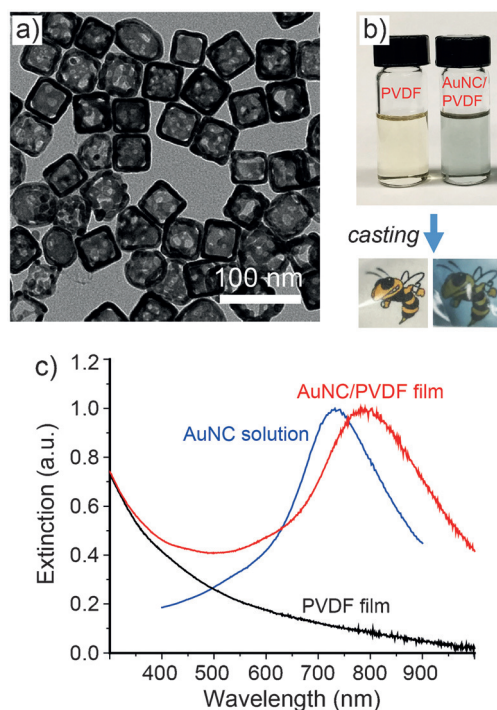 a)
100 nm
b)
PVDF
AuNC/
PVDF
casting
c)
AuNC/PVDF film
AuNC solution
PVDF film
Extinction (a.u.)
1.2
1.0
0.8
0.6
0.4
0.2
0.0
400 500 600 700 800 900
Wavelength (nm)